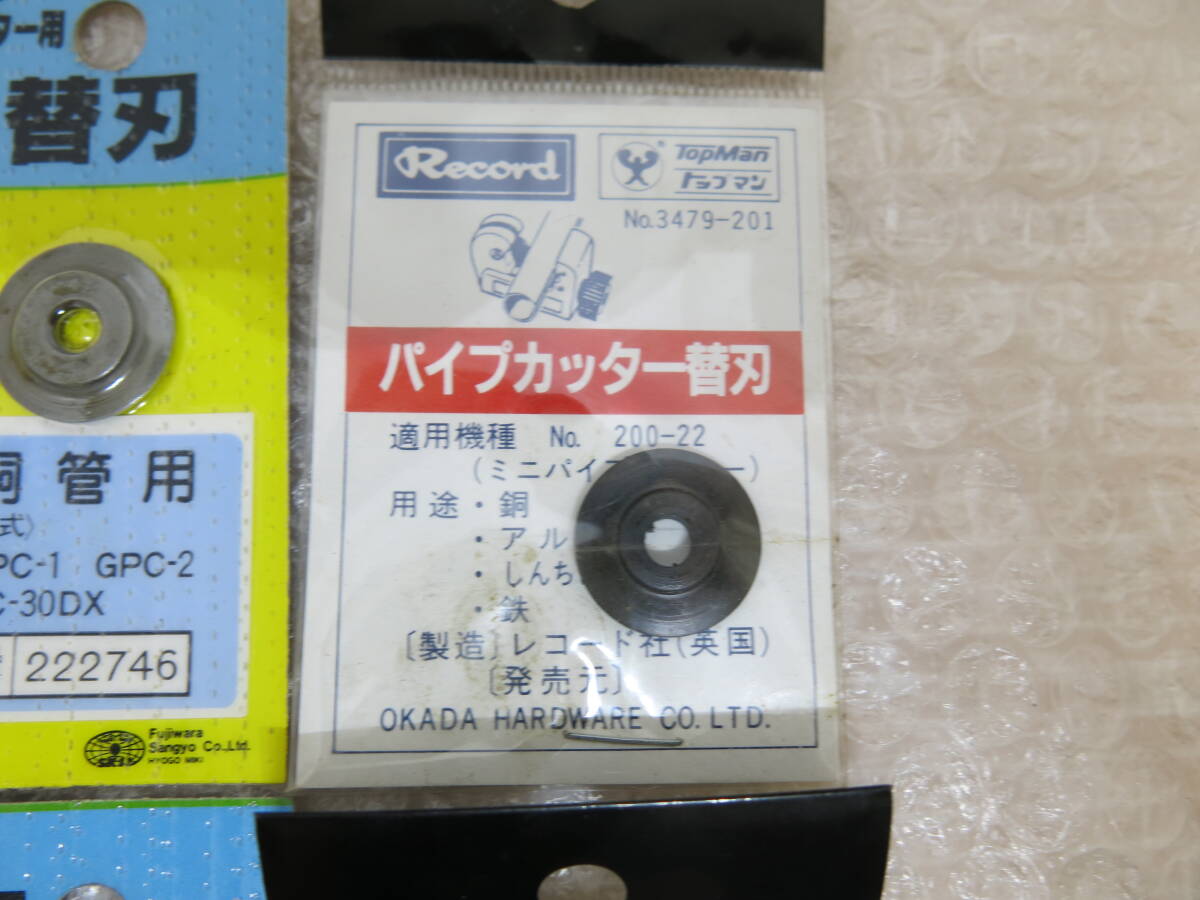 ター用
替刃
銅管用
式〉
PC-1 GPC-2
C-30DX
222746
Fujiwara
Sangyo Co.,Ltd.
HYOGO MIKI
Record
TopMan
トップマン
No.3479-201
パイプカッター替刃
適用機種 No. 200-22
(ミニパイ ー)
用途・銅
・アル
・しんち
・鉄
〔製造〕レコード社(英国)
〔発売元〕
OKADA HARDWARE CO. LTD.